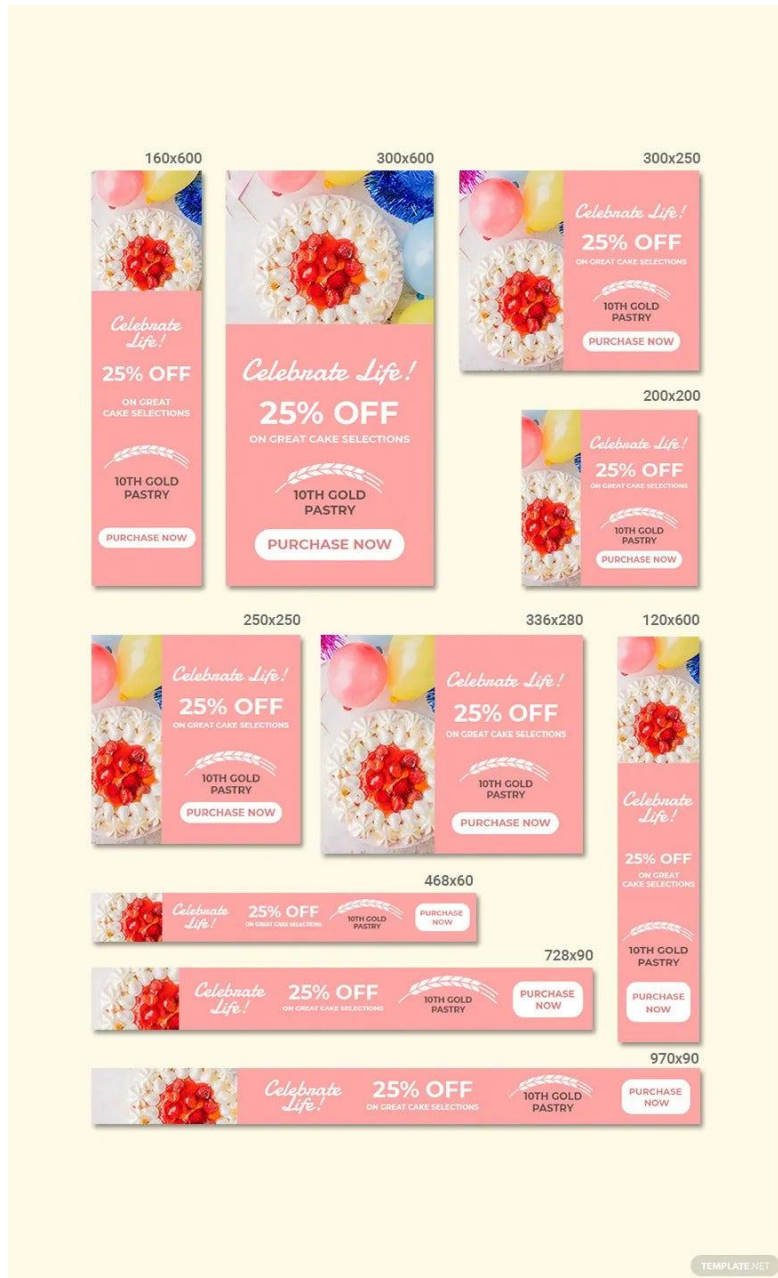 160x600
Celebrate
Life!
25% OFF
ON GREAT
CAKE SELECTIONS
10TH GOLD
PASTRY
PURCHASE NOW
300x600
Celebrate Life!
25% OFF
ON GREAT CAKE SELECTIONS
10TH GOLD
PASTRY
PURCHASE NOW
300x250
Celebrate Life!
25% OFF
ON GREAT CAKE SELECTIONS
10TH GOLD
PASTRY
PURCHASE NOW
200x200
Celebrate Life!
25% OFF
ON GREAT CAKE SELECTIONS
10TH GOLD
PASTRY
PURCHASE NOW
250x250
Celebrate Life!
25% OFF
ON GREAT CAKE SELECTIONS
10TH GOLD
PASTRY
PURCHASE NOW
336x280
Celebrate Life!
25% OFF
ON GREAT CAKE SELECTIONS
10TH GOLD
PASTRY
PURCHASE NOW
120x600
Celebrate
Life!
25% OFF
ON GREAT
CAKE SELECTIONS
10TH GOLD
PASTRY
PURCHASE
NOW
468x60
Celebrate
Life!
25% OFF
ON GREAT CAKE SELECTIONS
10TH GOLD
PASTRY
PURCHASE
NOW
728x90
Celebrate
Life!
25% OFF
ON GREAT CAKE SELECTIONS
10TH GOLD
PASTRY
PURCHASE
NOW
970x90
Celebrate
Life!
25% OFF
ON GREAT CAKE SELECTIONS
10TH GOLD
PASTRY
PURCHASE
NOW
TEMPLATE.NET